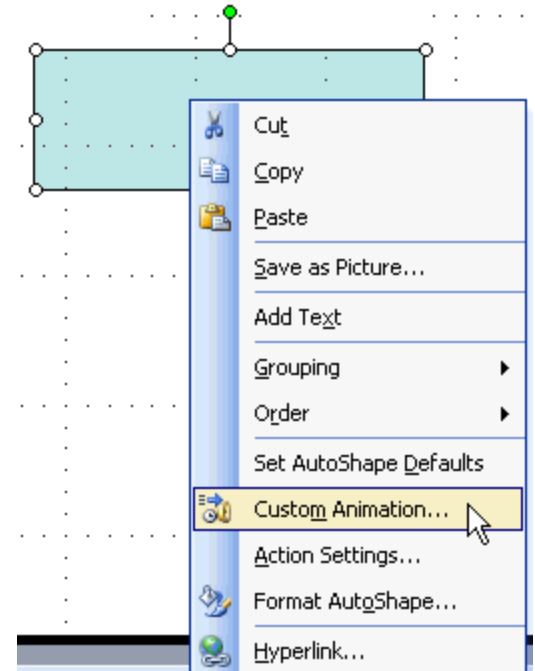 Cut
Copy
Paste
Save as Picture...
Add Text
Grouping
Order
Set AutoShape Defaults
Custom Animation...
Action Settings...
Format AutoShape...
Hyperlink...